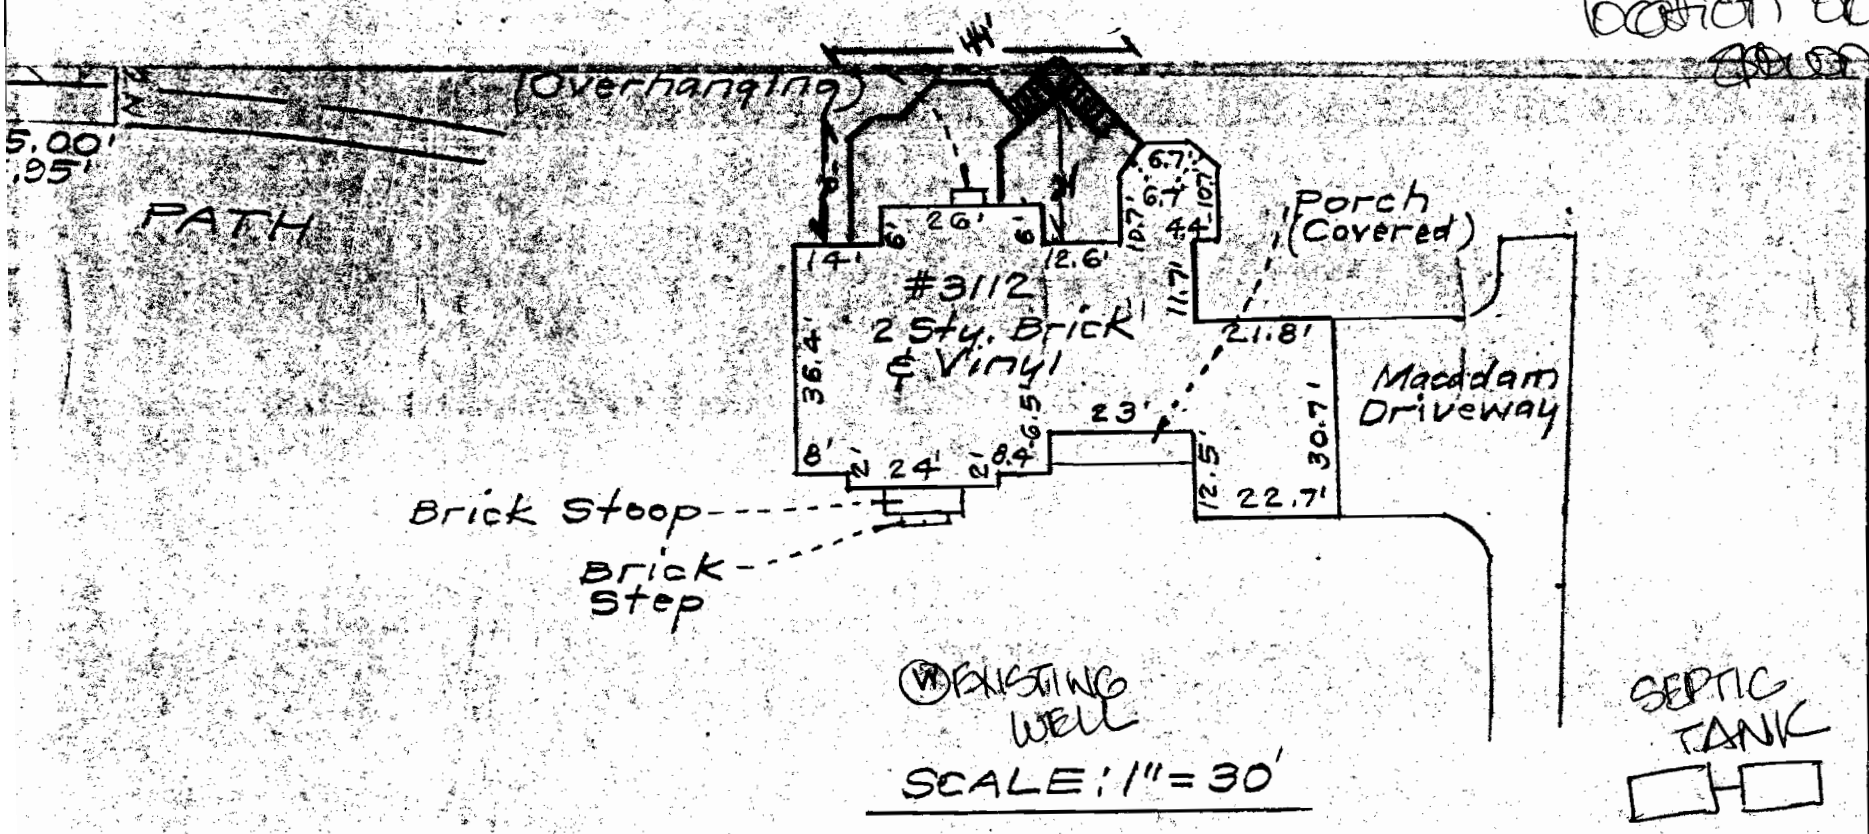 location
44'
(Overhanging)
5.00'
.95'
PATH
6.7'
6.7'
10.7'
10.7'
4.4
Porch
(Covered)
26'
6'
6'
14'
12.6'
11.7'
#3112
2 Sty. Brick
& Vinyl
21.8'
36.4'
Macadam
Driveway
23'
6.5'
30.7'
8'
2'
24'
2'
8.4
12.5'
22.7'
Brick Stoop
Brick
Step
W EXISTING
WELL
SEPTIC
TANK
SCALE: 1" = 30'